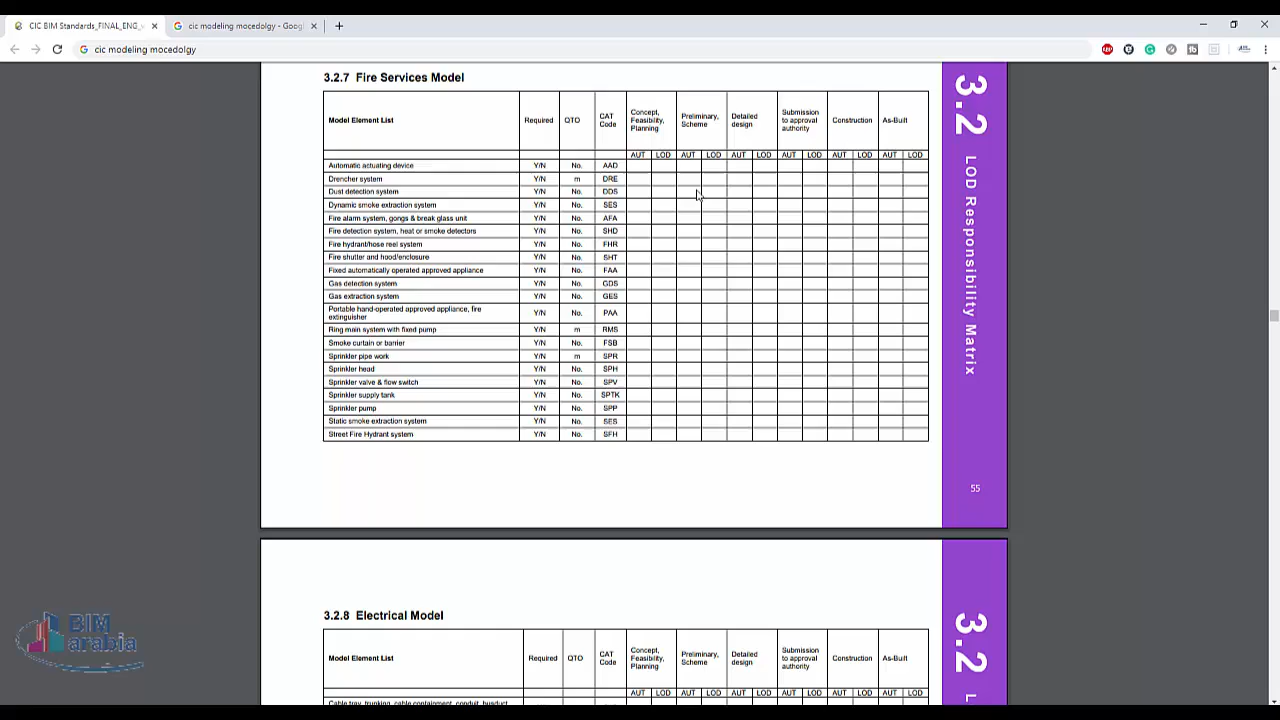 CIC BIM Standards_FINAL_ENG_
cic modeling mocedolgy - Goog
cic modeling mocedolgy
3.2.7 Fire Services Model
Model Element List Required QTO CAT Code Concept, Feasibility, Planning Preliminary, Scheme Detailed design Submission to approval authority Construction As-Built
AUT LOD AUT LOD AUT LOD AUT LOD AUT LOD AUT LOD
Automatic actuating device Y/N No. AAD
Drencher system Y/N m DRE
Dust detection system Y/N No. DDS
Dynamic smoke extraction system Y/N No. SES
Fire alarm system, gongs & break glass unit Y/N No. AFA
Fire detection system, heat or smoke detectors Y/N No. SHD
Fire hydrant/hose reel system Y/N No. FHR
Fire shutter and hood/enclosure Y/N No. SHT
Fixed automatically operated approved appliance Y/N No. FAA
Gas detection system Y/N No. GDS
Gas extraction system Y/N No. GES
Portable hand-operated approved appliance, fire extinguisher Y/N No. PAA
Ring main system with fixed pump Y/N m RMS
Smoke curtain or barrier Y/N No. FSB
Sprinkler pipe work Y/N m SPR
Sprinkler head Y/N No. SPH
Sprinkler valve & flow switch Y/N No. SPV
Sprinkler supply tank Y/N No. SPTK
Sprinkler pump Y/N No. SPP
Static smoke extraction system Y/N No. SES
Street Fire Hydrant system Y/N No. SFH
3.2 LOD Responsibility Matrix
55
3.2.8 Electrical Model
Model Element List Required QTO CAT Code Concept, Feasibility, Planning Preliminary, Scheme Detailed design Submission to approval authority Construction As-Built
AUT LOD AUT LOD AUT LOD AUT LOD AUT LOD AUT LOD
Cable tray, trunking, cable containment, conduit, busduct
3.2 L
BIM
arabia